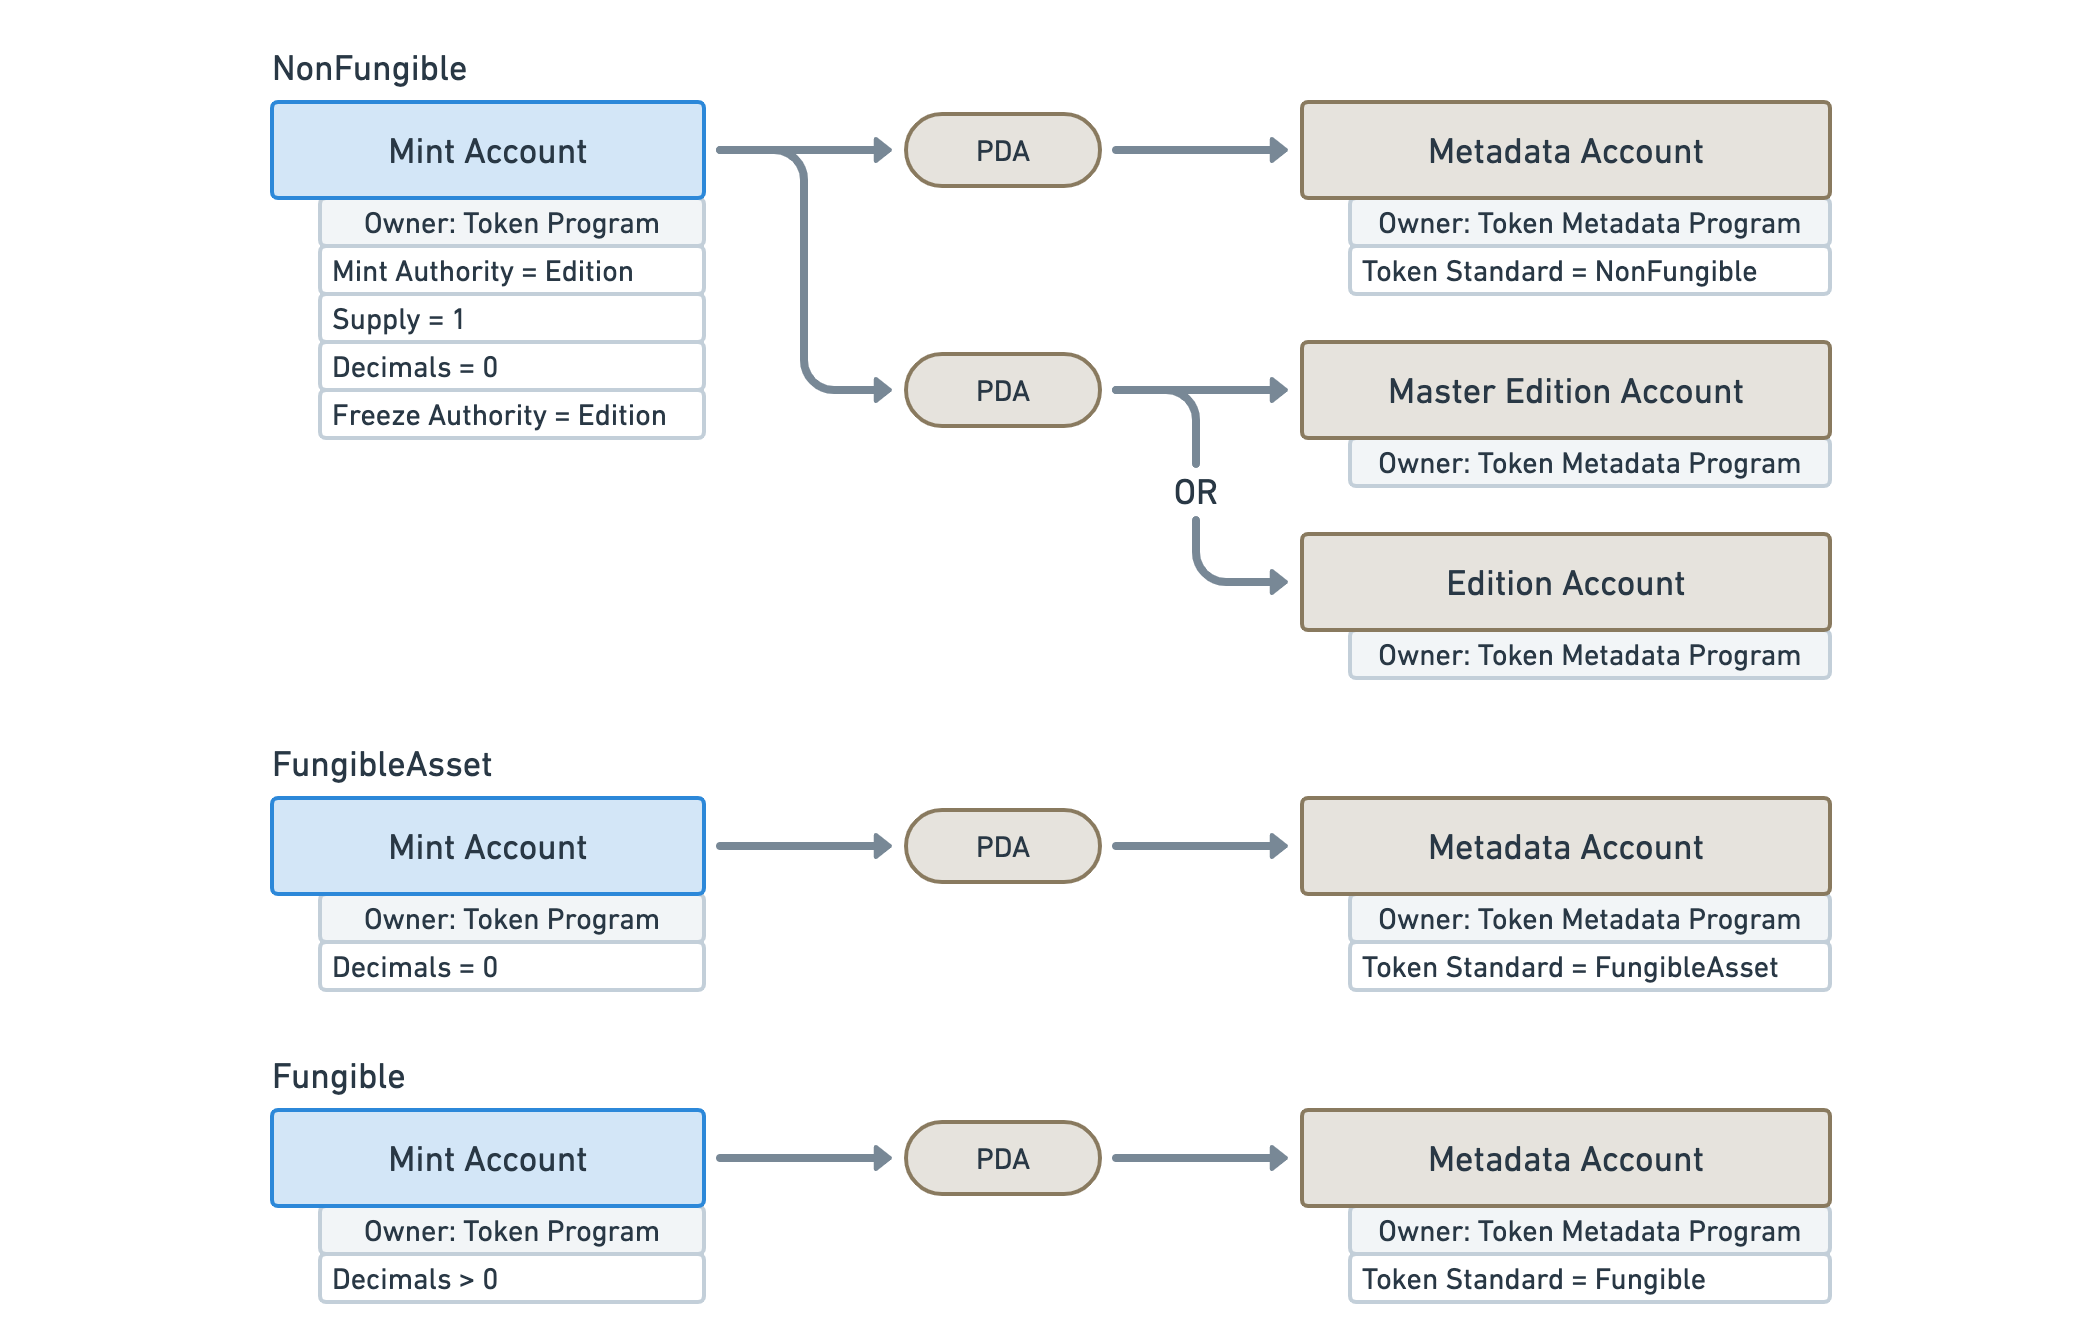 NonFungible
Mint Account
Owner: Token Program
Mint Authority = Edition
Supply = 1
Decimals = 0
Freeze Authority = Edition
PDA
Metadata Account
Owner: Token Metadata Program
Token Standard = NonFungible
PDA
Master Edition Account
Owner: Token Metadata Program
OR
Edition Account
Owner: Token Metadata Program
FungibleAsset
Mint Account
Owner: Token Program
Decimals = 0
PDA
Metadata Account
Owner: Token Metadata Program
Token Standard = FungibleAsset
Fungible
Mint Account
Owner: Token Program
Decimals > 0
PDA
Metadata Account
Owner: Token Metadata Program
Token Standard = Fungible